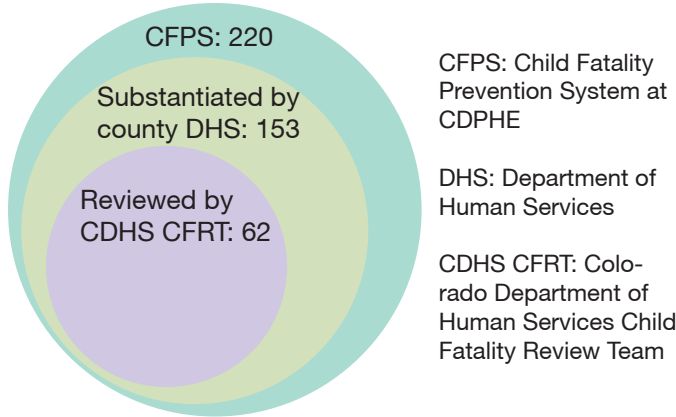 CFPS: 220
Substantiated by
county DHS: 153
Reviewed by
CDHS CFRT: 62
CFPS: Child Fatality
Prevention System at
CDPHE
DHS: Department of
Human Services
CDHS CFRT: Colo-
rado Department of
Human Services Child
Fatality Review Team